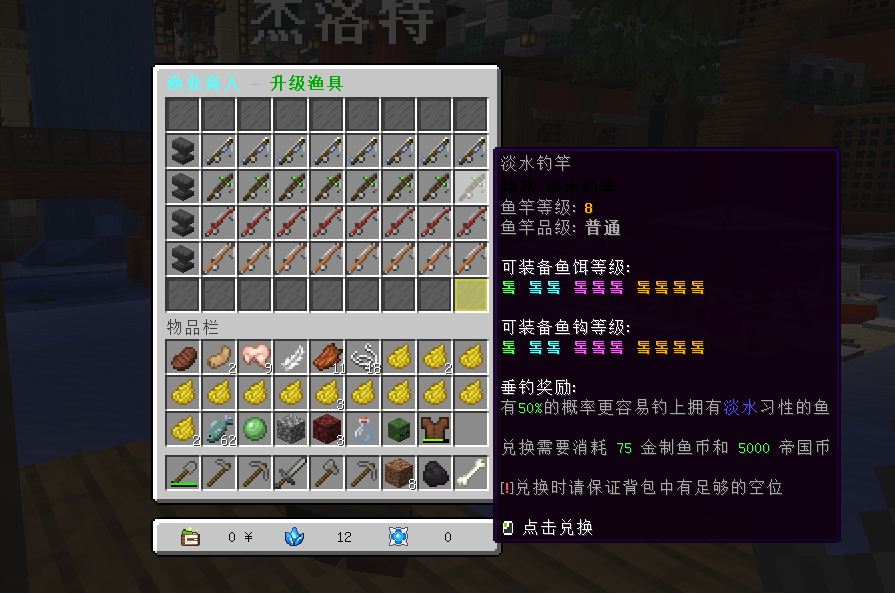 杰洛特
渔业商人 - 升级渔具
淡水钓竿
鱼竿等级: 8
鱼竿品级: 普通
可装备鱼饵等级:
可装备鱼钩等级:
垂钓奖励:
有50%的概率更容易钓上拥有淡水习性的鱼
兑换需要消耗 75 金制鱼币和 5000 帝国币
[!]兑换时请保证背包中有足够的空位
点击兑换
物品栏
2 9 11 18 2
3
2 62 3
8
0 ¥ 12 0